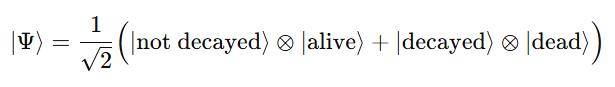 |Ψ⟩ = 1/√2 (|not decayed⟩ ⊗ |alive⟩ + |decayed⟩ ⊗ |dead⟩)